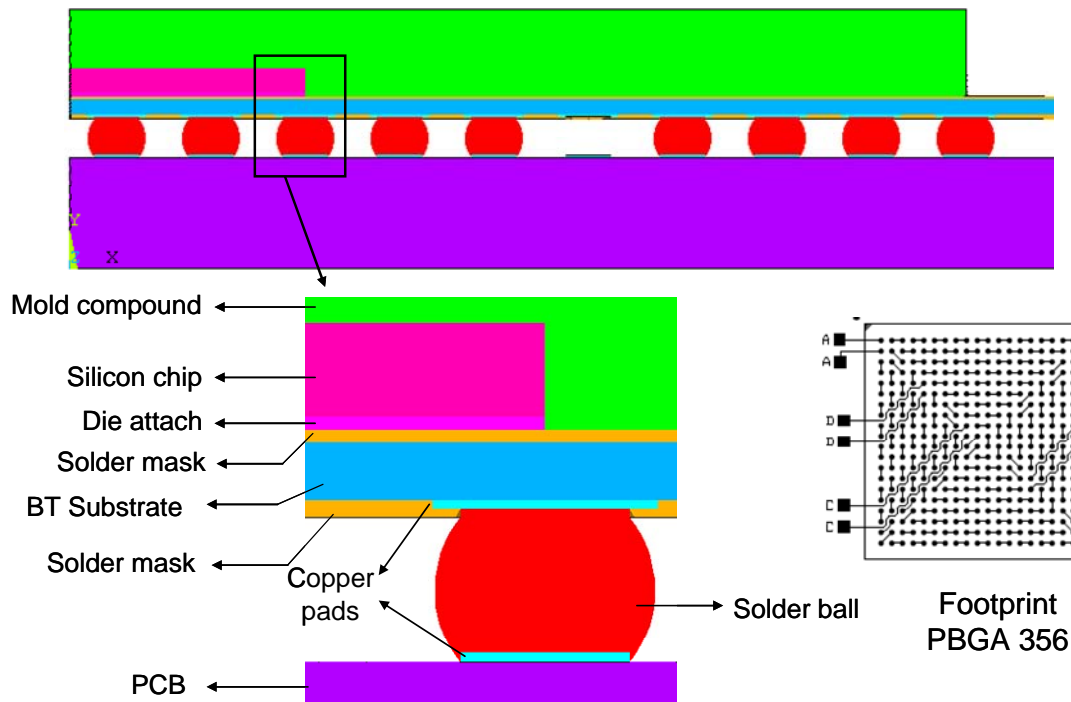 Y
Z
X
Mold compound
Silicon chip
Die attach
Solder mask
BT Substrate
Solder mask
Copper
pads
Solder ball
PCB
A
A
D
D
C
C
Footprint
PBGA 356